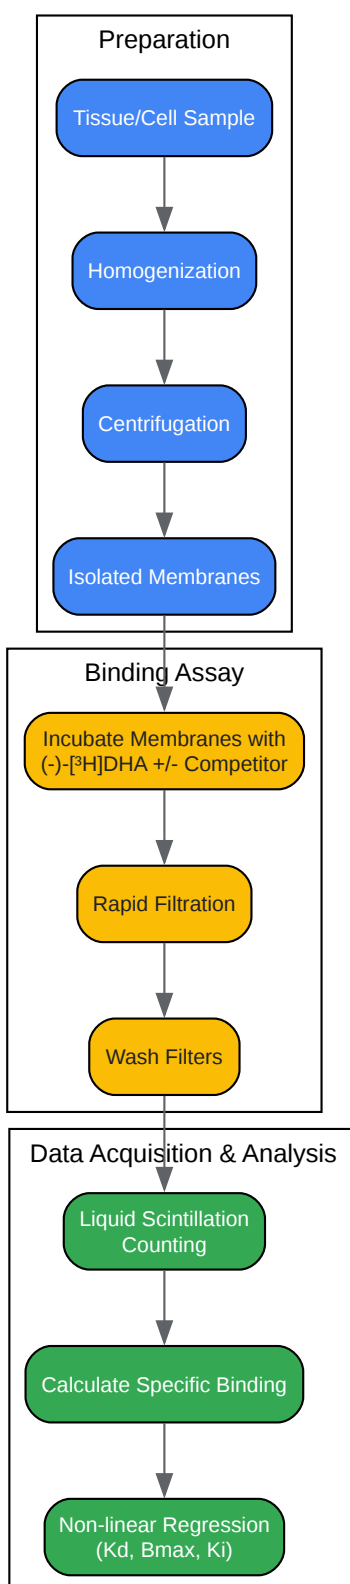 Preparation
Tissue/Cell Sample
Homogenization
Centrifugation
Isolated Membranes
Binding Assay
Incubate Membranes with
(-)-[³H]DHA +/- Competitor
Rapid Filtration
Wash Filters
Data Acquisition & Analysis
Liquid Scintillation
Counting
Calculate Specific Binding
Non-linear Regression
(Kd, Bmax, Ki)